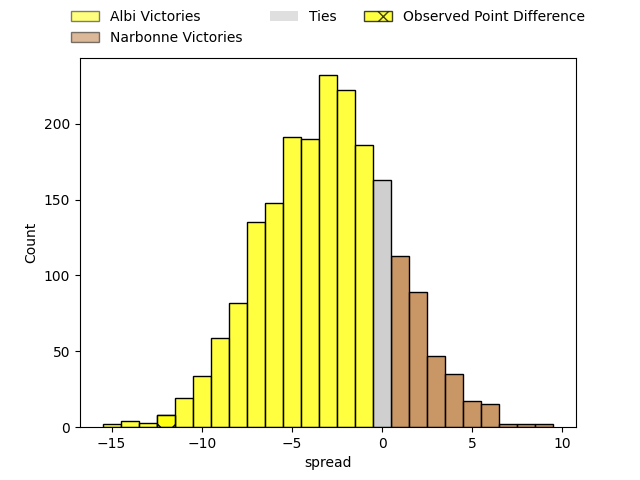 Albi Victories
Narbonne Victories
Ties
Observed Point Difference
200
150
100
50
0
Count
−15
−10
−5
0
5
10
spread